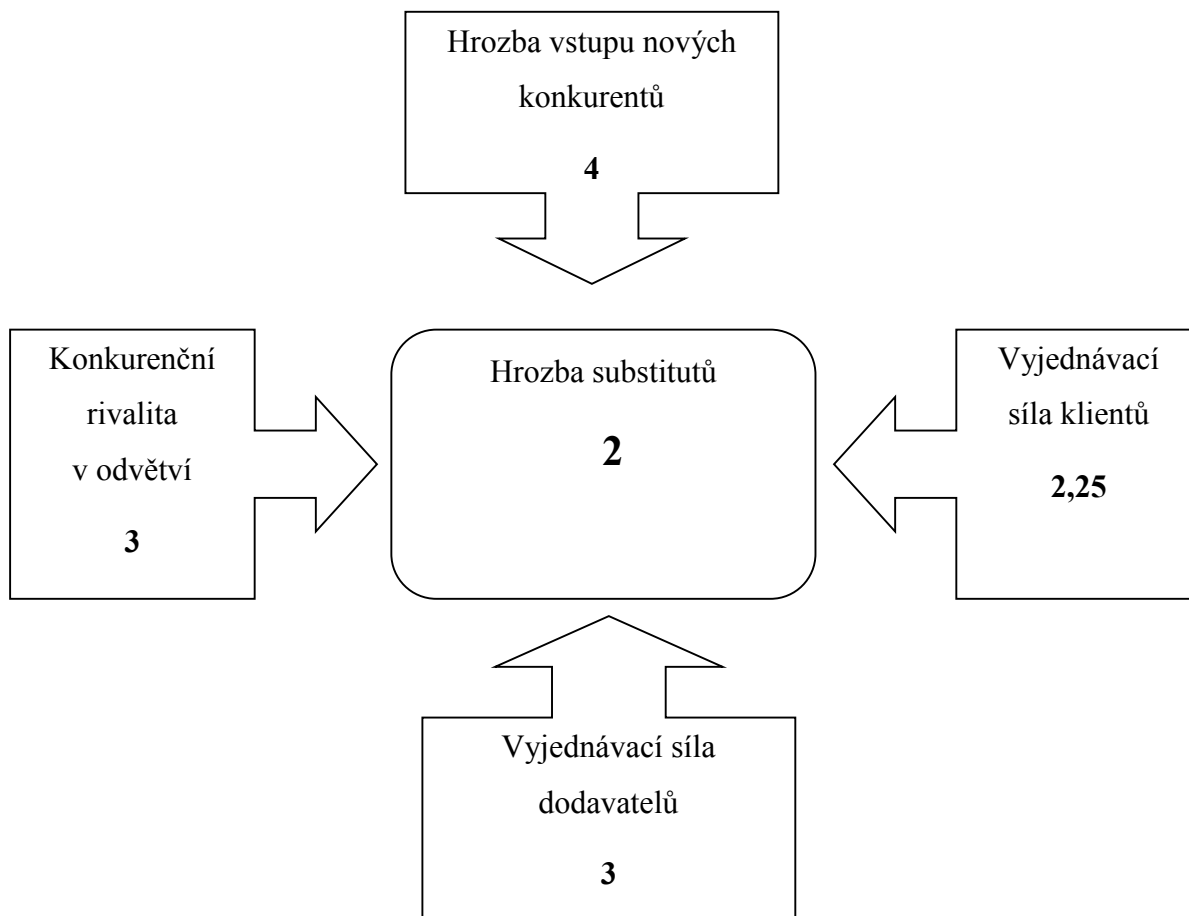 Hrozba vstupu nových
konkurentů
4
Konkurenční
rivalita
v odvětví
3
Hrozba substitutů
2
Vyjednávací
síla klientů
2,25
Vyjednávací síla
dodavatelů
3